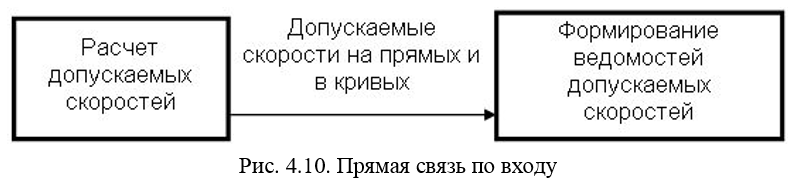 Расчет
допускаемых
скоростей
Допускаемые
скорости на прямых и
в кривых
Формирование
ведомостей
допускаемых
скоростей
Рис. 4.10. Прямая связь по входу